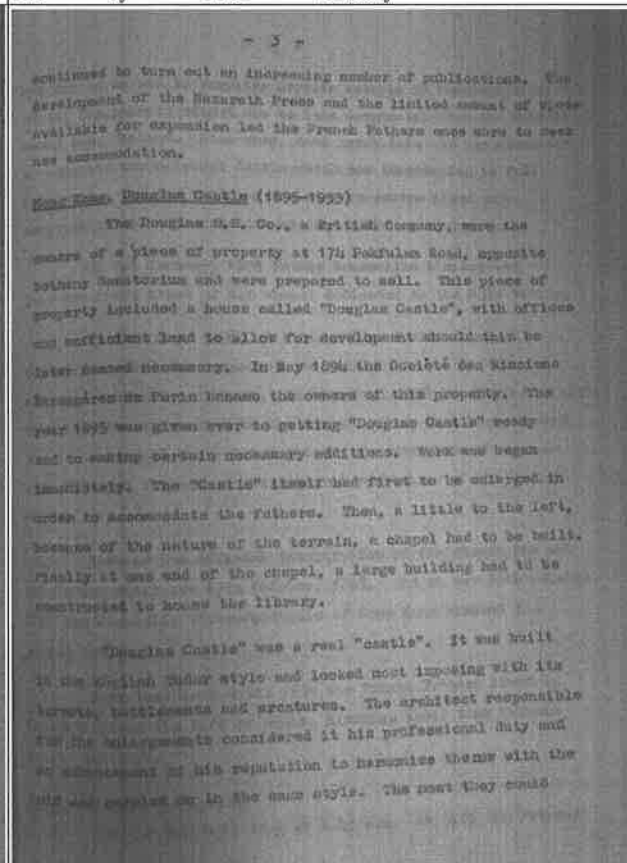 - 3 -
continued to turn out an increasing number of publications. The
development of the Nazareth Press and the limited amount of space
available for expansion led the French Fathers once more to seek
new accommodation.
Hong Kong, Douglas Castle (1895-1953)
The Douglas S.S. Co., a British Company, were the
owners of a piece of property at 174 Pokfulam Road, opposite
Bethany Sanatorium and were prepared to sell. This piece of
property included a house called "Douglas Castle", with offices
and sufficient land to allow for development should this be
later deemed necessary. In May 1894 the Société des Missions
Etrangères de Paris became the owners of this property. The
year 1895 was given over to getting "Douglas Castle" ready
and to making certain necessary additions. Work was began
immediately. The "Castle" itself had first to be enlarged in
order to accommodate the fathers. Then, a little to the left,
because of the nature of the terrain, a chapel had to be built.
Finally at one end of the chapel, a large building had to be
constructed to house the library.
"Douglas Castle" was a real "castle". It was built
in the English Tudor style and looked most imposing with its
turrets, battlements and arcatures. The architect responsible
for the enlargements considered it his professional duty and
an enhancement of his reputation to harmonise them with the
old and carried on in the same style. The most they could